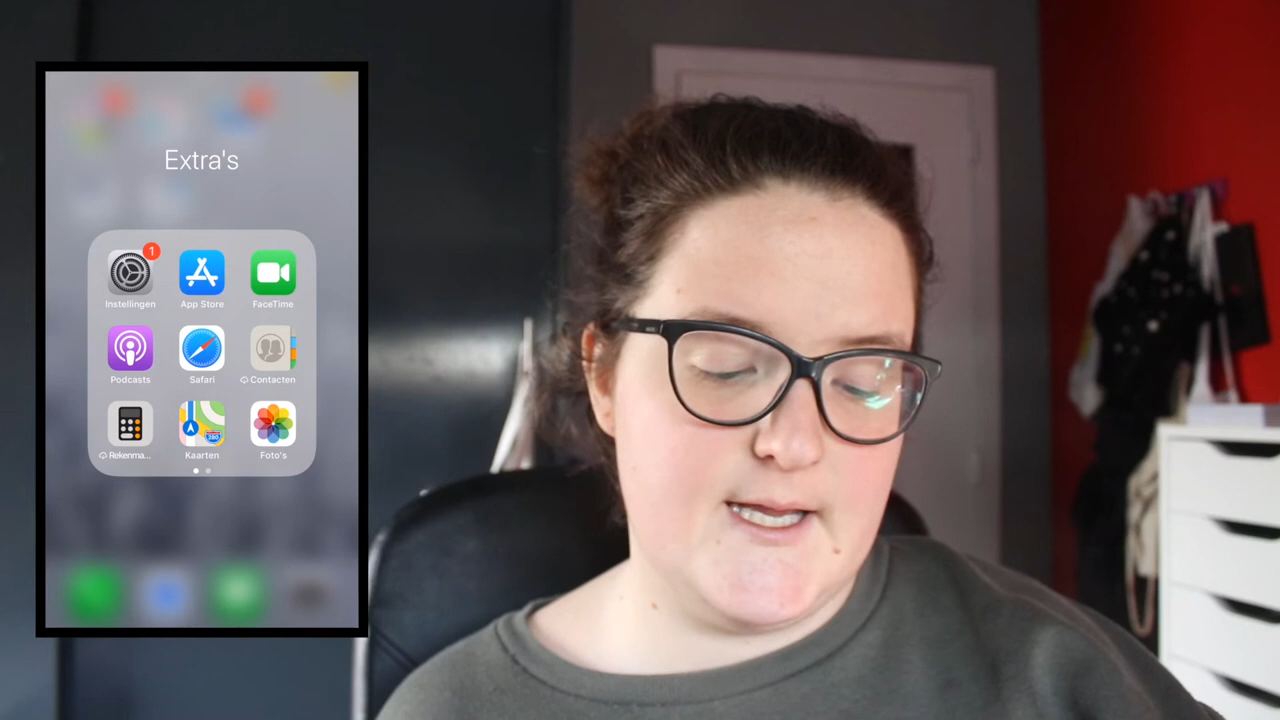 Extra's
1
Instellingen
App Store
FaceTime
Podcasts
Safari
Contacten
Rekenma...
280
Kaarten
Foto's